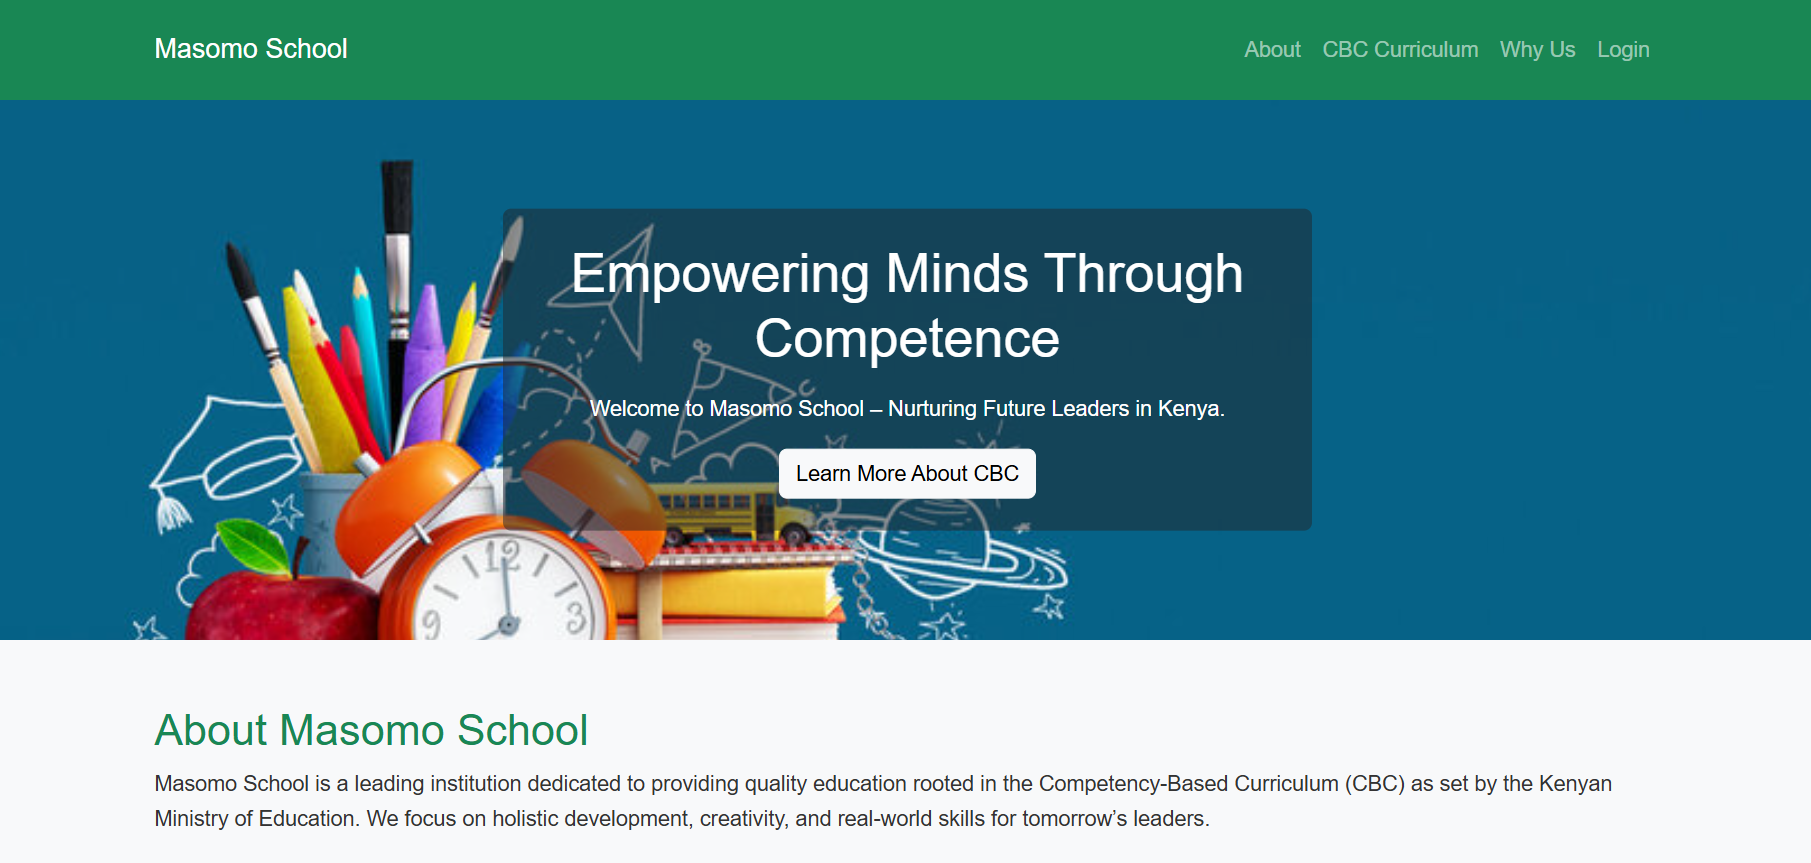 Masomo School
About CBC Curriculum Why Us Login
Empowering Minds Through
Competence
Welcome to Masomo School – Nurturing Future Leaders in Kenya.
B
C
A
Learn More About CBC
12
9
3
About Masomo School
Masomo School is a leading institution dedicated to providing quality education rooted in the Competency-Based Curriculum (CBC) as set by the Kenyan
Ministry of Education. We focus on holistic development, creativity, and real-world skills for tomorrow’s leaders.